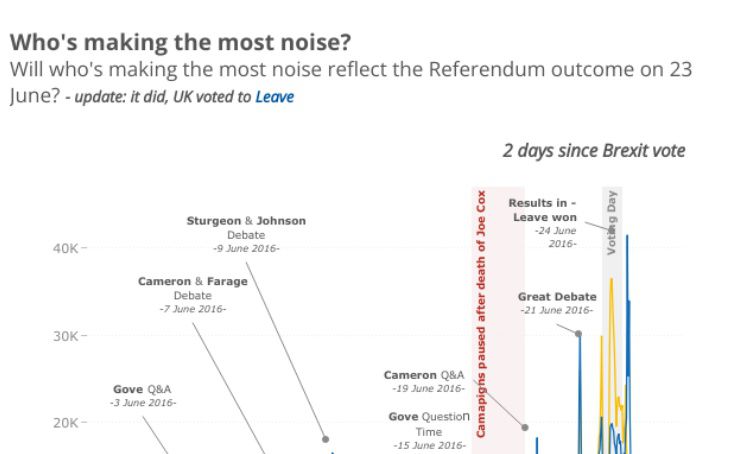 Who's making the most noise?
Will who's making the most noise reflect the Referendum outcome on 23
June? - update: it did, UK voted to Leave
2 days since Brexit vote
Results in -
Leave won
-24 June
2016-
Voting Day
Camapigns paused after death of Joe Cox
Sturgeon & Johnson
Debate
-9 June 2016-
40K
Cameron & Farage
Debate
-7 June 2016-
Great Debate
-21 June 2016-
30K
Cameron Q&A
-19 June 2016-
Gove Q&A
-3 June 2016-
Gove Question
Time
-15 June 2016-
20K